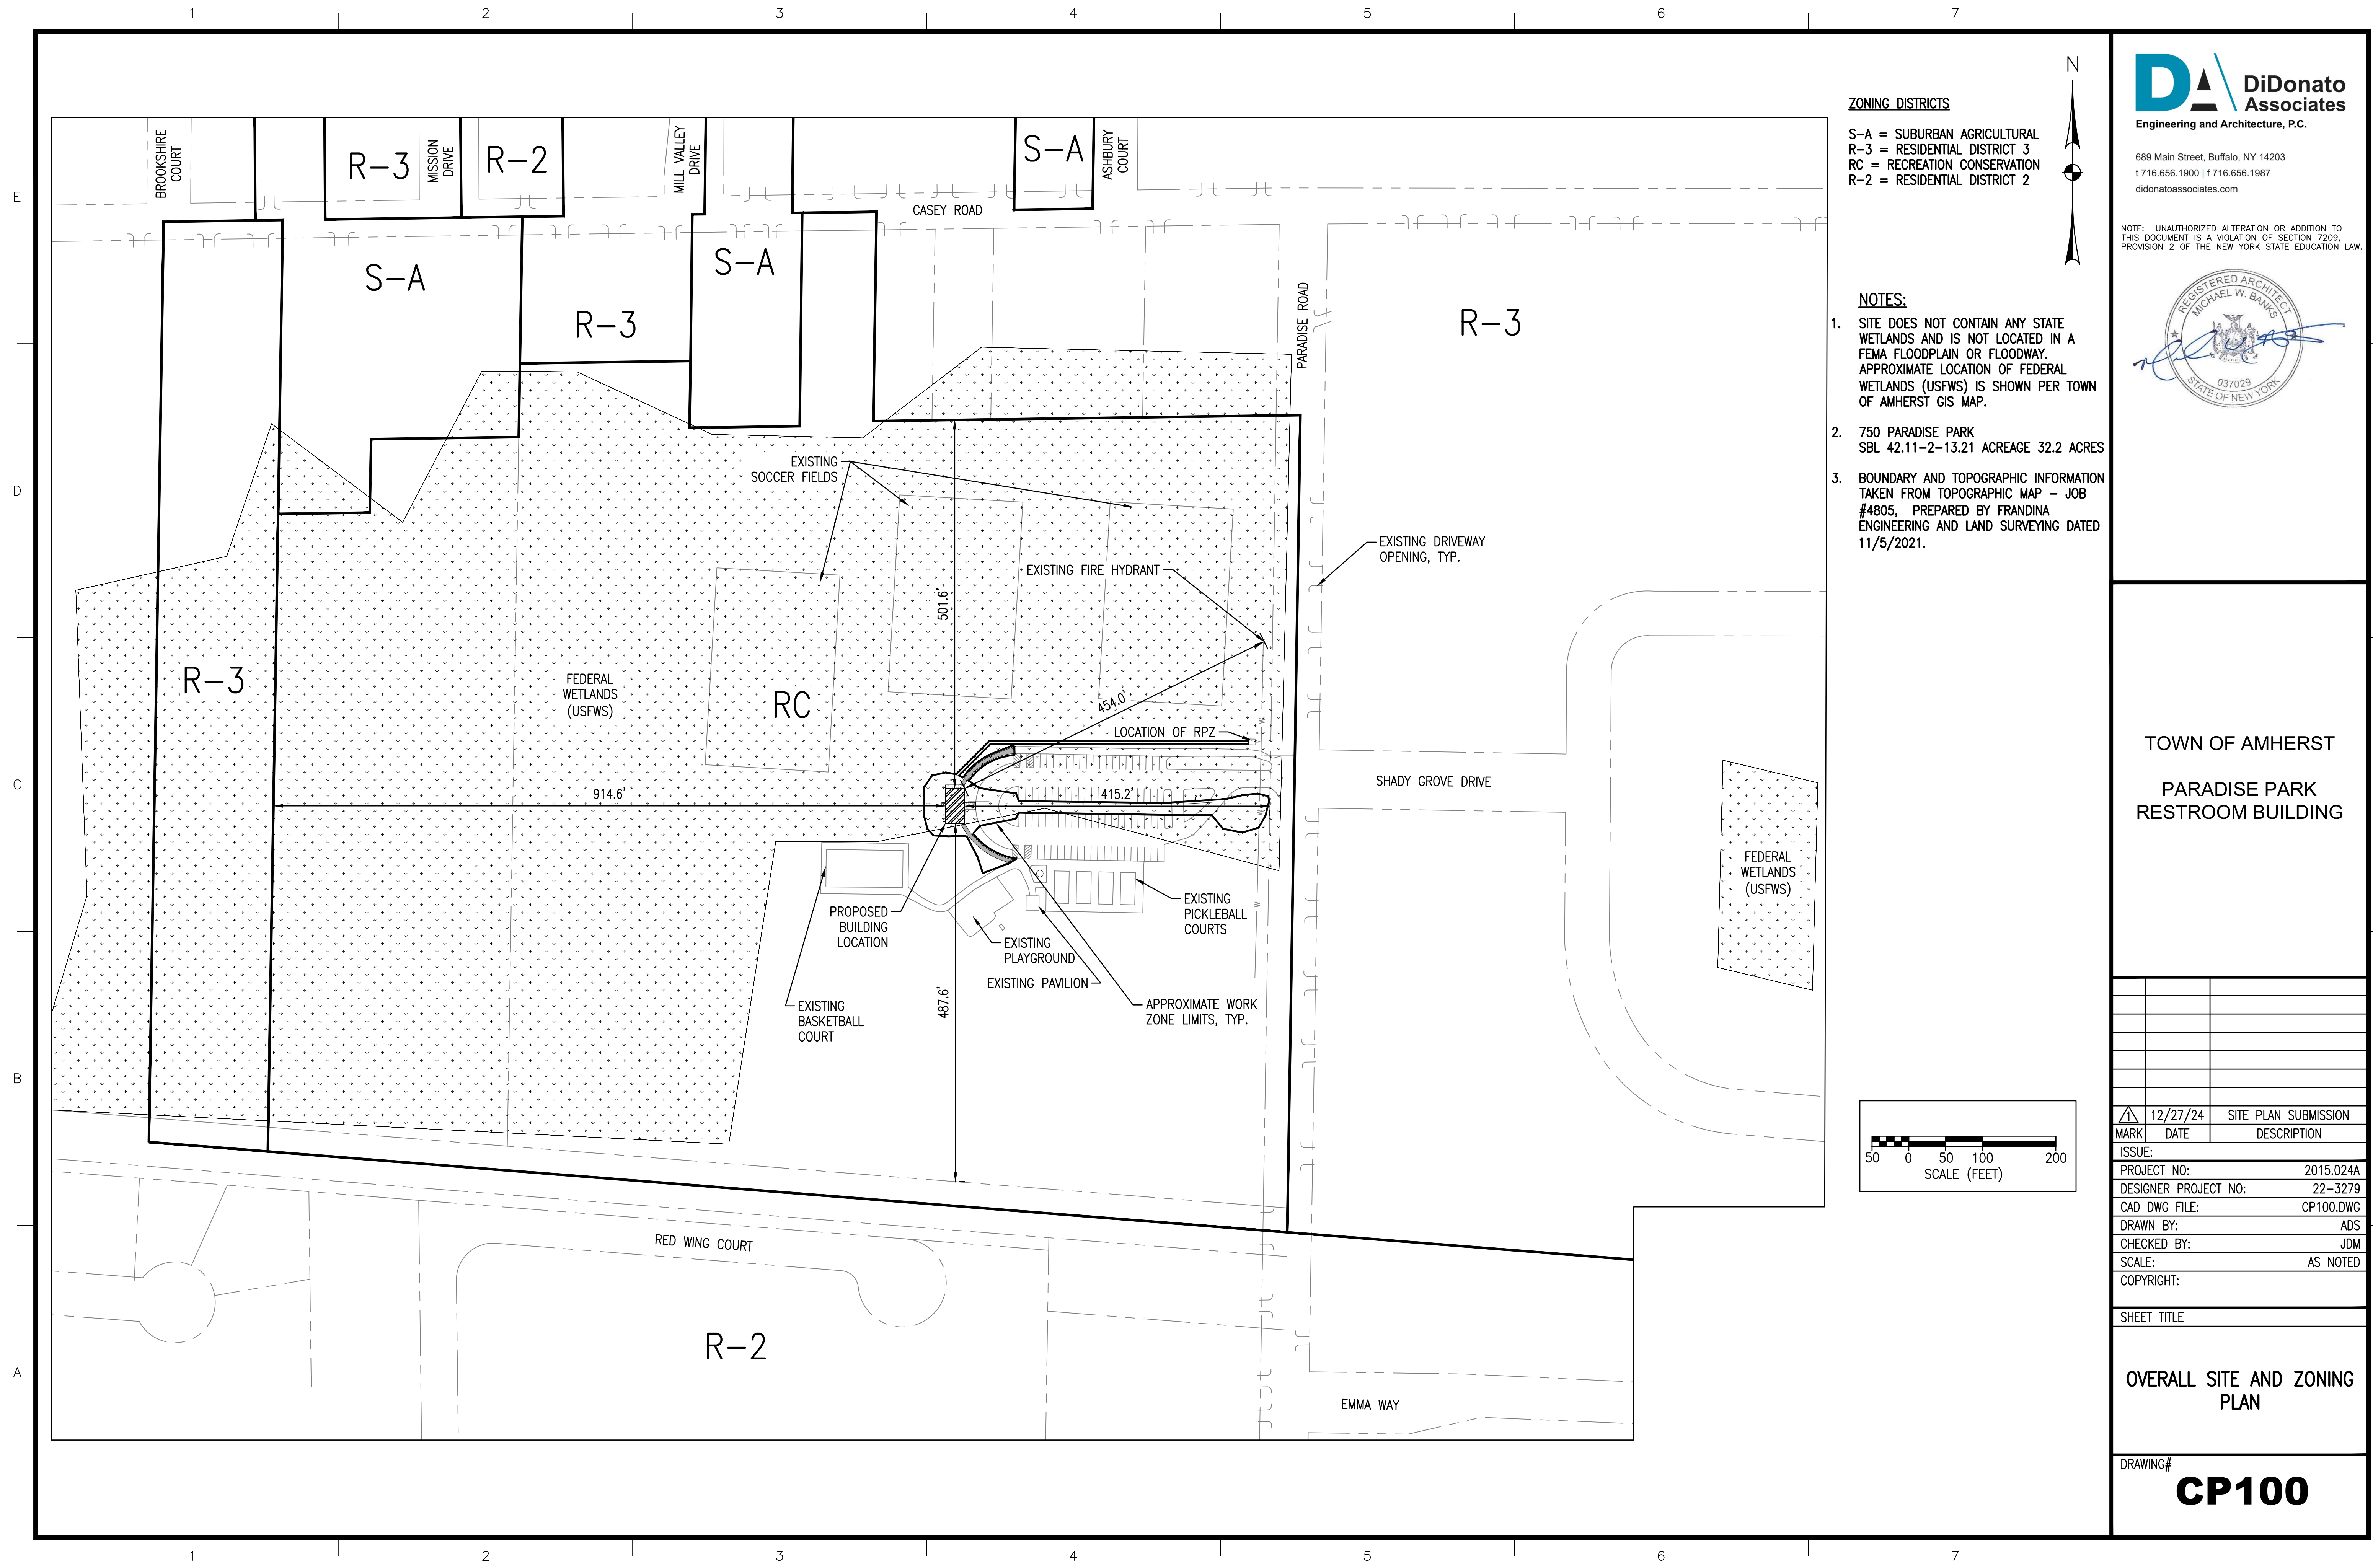 1 2 3 4 5 6 7
E
D
C
B
A
BROOKSHIRE
COURT
R-3
MISSION
DRIVE
R-2
MILL VALLEY
DRIVE
S-A
ASHBURY
COURT
CASEY ROAD
S-A
R-3
S-A
PARADISE ROAD
R-3
EXISTING
SOCCER FIELDS
501.6'
EXISTING FIRE HYDRANT
EXISTING DRIVEWAY
OPENING, TYP.
R-3
FEDERAL
WETLANDS
(USFWS)
RC
454.0'
LOCATION OF RPZ
W
914.6'
415.2'
W
SHADY GROVE DRIVE
FEDERAL
WETLANDS
(USFWS)
PROPOSED
BUILDING
LOCATION
EXISTING
PICKLEBALL
COURTS
W
EXISTING
PLAYGROUND
EXISTING PAVILION
487.6'
EXISTING
BASKETBALL
COURT
APPROXIMATE WORK
ZONE LIMITS, TYP.
RED WING COURT
R-2
EMMA WAY
ZONING DISTRICTS
S-A = SUBURBAN AGRICULTURAL
R-3 = RESIDENTIAL DISTRICT 3
RC = RECREATION CONSERVATION
R-2 = RESIDENTIAL DISTRICT 2
N
NOTES:
1. SITE DOES NOT CONTAIN ANY STATE
WETLANDS AND IS NOT LOCATED IN A
FEMA FLOODPLAIN OR FLOODWAY.
APPROXIMATE LOCATION OF FEDERAL
WETLANDS (USFWS) IS SHOWN PER TOWN
OF AMHERST GIS MAP.
2. 750 PARADISE PARK
SBL 42.11-2-13.21 ACREAGE 32.2 ACRES
3. BOUNDARY AND TOPOGRAPHIC INFORMATION
TAKEN FROM TOPOGRAPHIC MAP - JOB
#4805, PREPARED BY FRANDINA
ENGINEERING AND LAND SURVEYING DATED
11/5/2021.
50 0 50 100 200
SCALE (FEET)
DA
DiDonato
Associates
Engineering and Architecture, P.C.
689 Main Street, Buffalo, NY 14203
t 716.656.1900 | f 716.656.1987
didonatoassociates.com
NOTE: UNAUTHORIZED ALTERATION OR ADDITION TO
THIS DOCUMENT IS A VIOLATION OF SECTION 7209,
PROVISION 2 OF THE NEW YORK STATE EDUCATION LAW.
REGISTERED ARCHITECT
MICHAEL W. BANKS
037029
STATE OF NEW YORK
TOWN OF AMHERST
PARADISE PARK
RESTROOM BUILDING
1 12/27/24 SITE PLAN SUBMISSION
MARK DATE DESCRIPTION
ISSUE:
PROJECT NO: 2015.024A
DESIGNER PROJECT NO: 22-3279
CAD DWG FILE: CP100.DWG
DRAWN BY: ADS
CHECKED BY: JDM
SCALE: AS NOTED
COPYRIGHT:
SHEET TITLE
OVERALL SITE AND ZONING
PLAN
DRAWING#
CP100
1 2 3 4 5 6 7